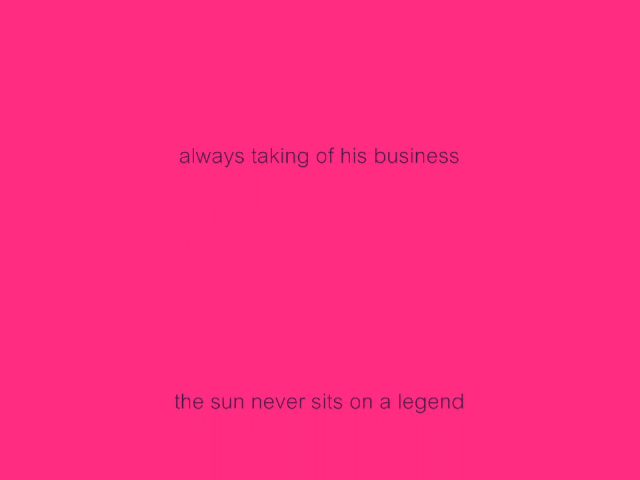 always taking of his business
the sun never sits on a legend